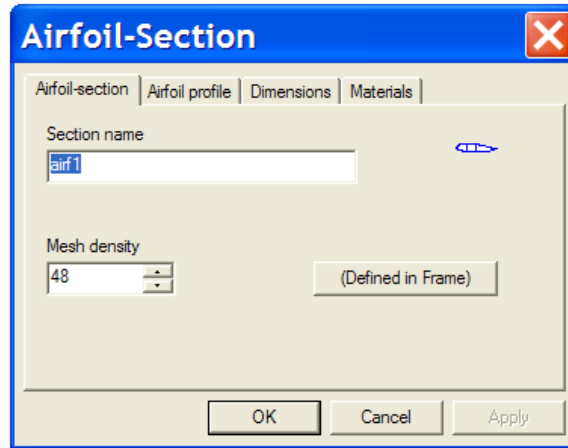 Airfoil-Section
Airfoil-section Airfoil profile Dimensions Materials
Section name
airf1
Mesh density
48 (Defined in Frame)
OK Cancel Apply